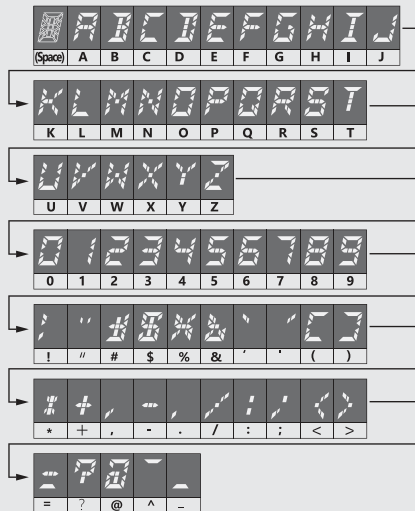 (Space) A B C D E F G H I J
K L M N O P Q R S T
U V W X Y Z
0 1 2 3 4 5 6 7 8 9
! " # $ % & ´ ' ( )
* + , - . / : ; < >
= ? @ ^ _